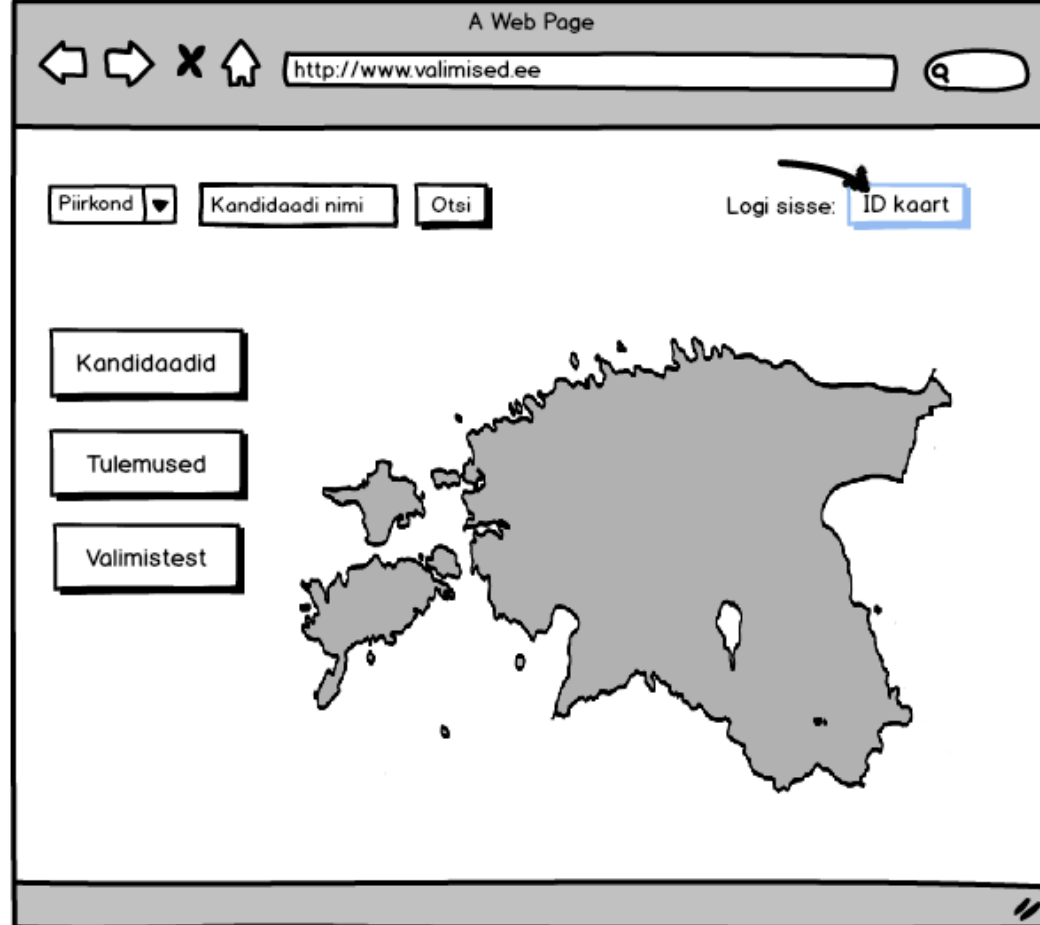 A Web Page
http://www.valimised.ee
Piirkond
Kandidaadi nimi
Otsi
Logi sisse:
ID kaart
Kandidaadid
Tulemused
Valimistest